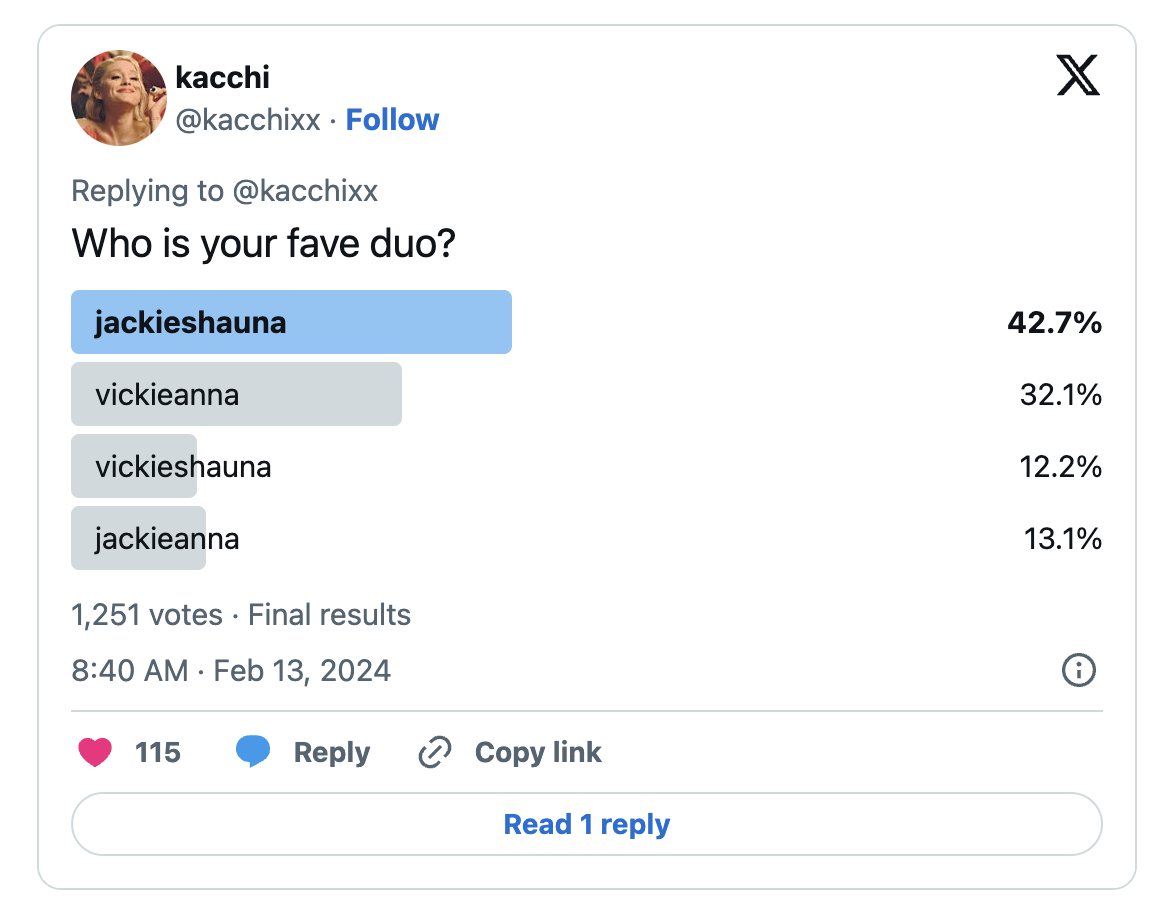 kacchi
@kacchixx · Follow
Replying to @kacchixx
Who is your fave duo?
jackieshauna 42.7%
vickieanna 32.1%
vickieshauna 12.2%
jackieanna 13.1%
1,251 votes · Final results
8:40 AM · Feb 13, 2024
115 Reply Copy link
Read 1 reply